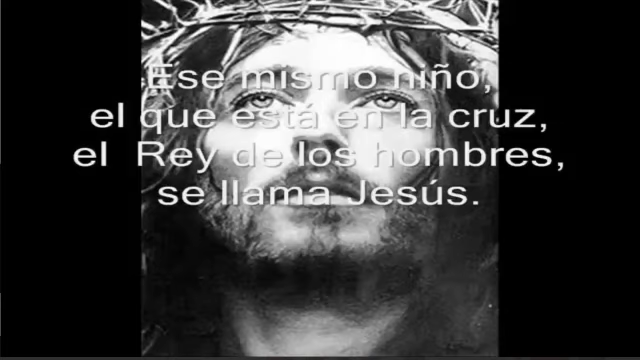 Ese mismo niño,
el que está en la cruz,
el Rey de los hombres,
se llama Jesús.